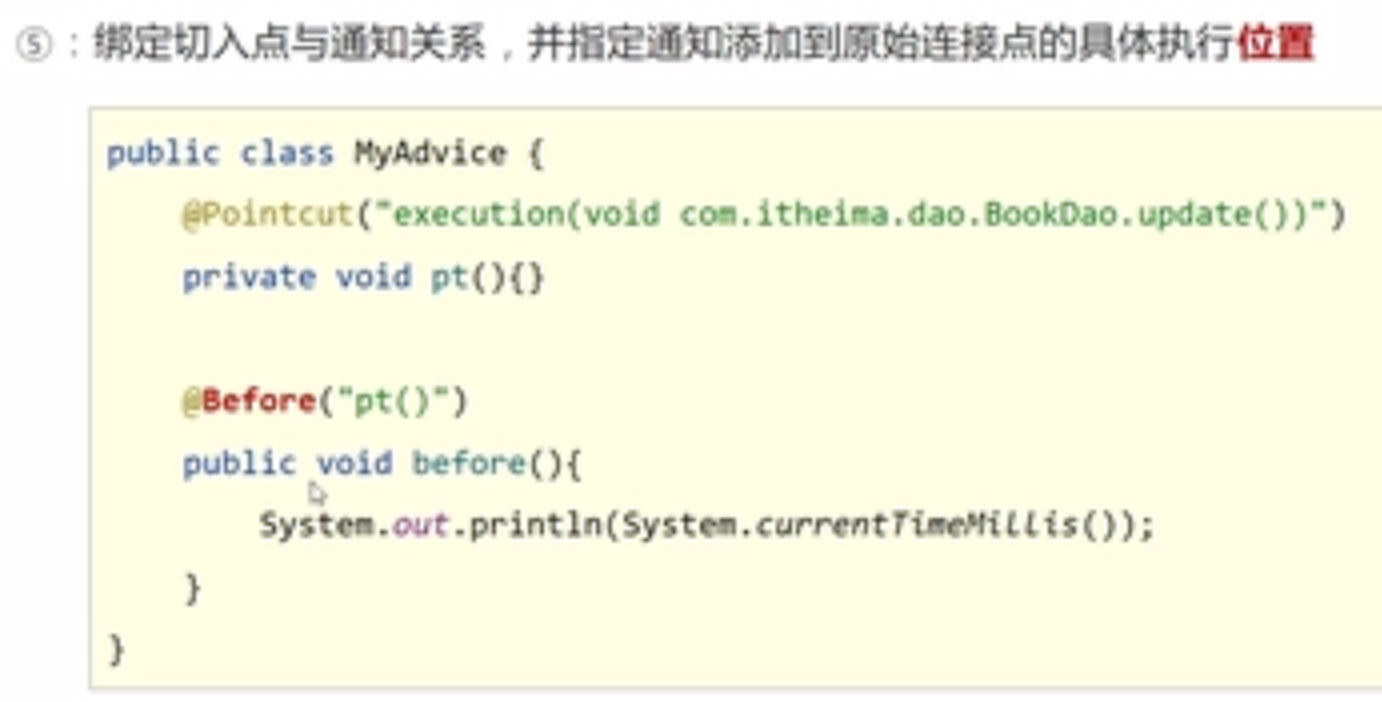 ⑤：绑定切入点与通知关系，并指定通知添加到原始连接点的具体执行位置
public class MyAdvice {
@Pointcut("execution(void com.itheima.dao.BookDao.update())")
private void pt(){}
@Before("pt()")
public void before(){
System.out.println(System.currentTimeMillis());
}
}